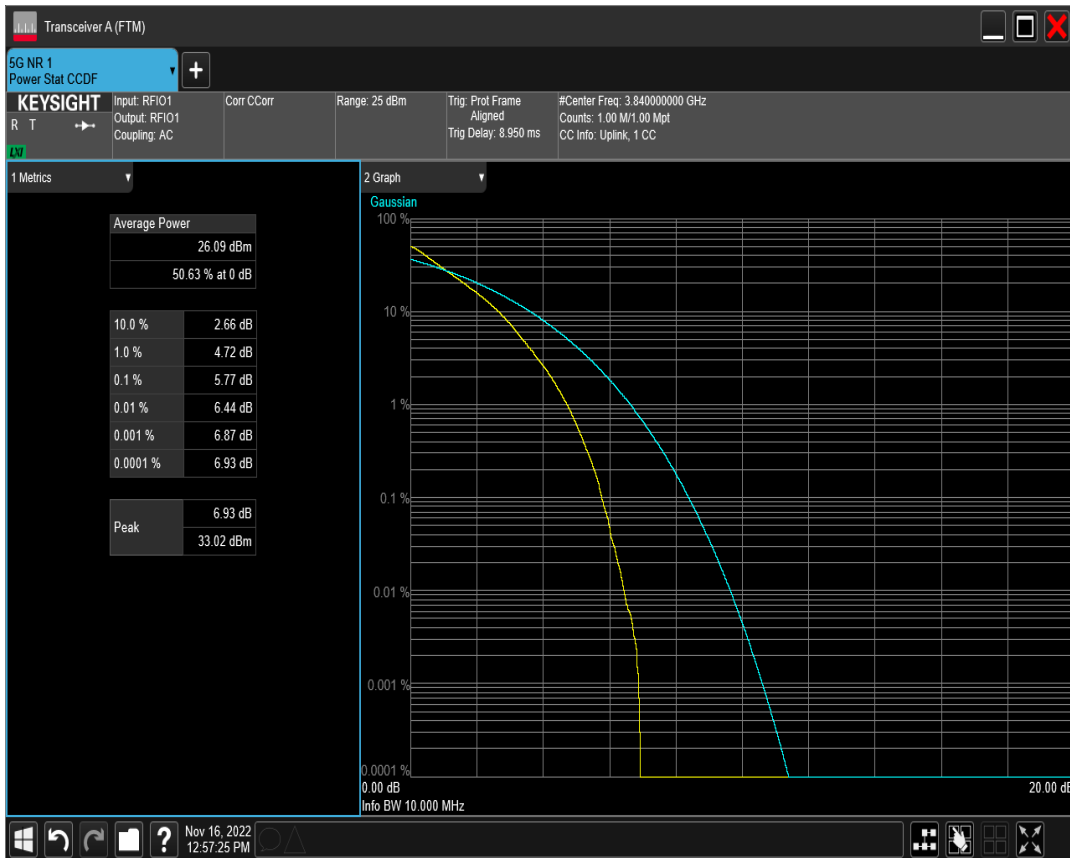 Transceiver A (FTM)
5G NR 1
Power Stat CCDF
+
KEYSIGHT
R T
LXI
Input: RFIO1
Output: RFIO1
Coupling: AC
Corr CCorr
Range: 25 dBm
Trig: Prot Frame
Aligned
Trig Delay: 8.950 ms
#Center Freq: 3.840000000 GHz
Counts: 1.00 M/1.00 Mpt
CC Info: Uplink, 1 CC
1 Metrics
Average Power
26.09 dBm
50.63 % at 0 dB
10.0 % 2.66 dB
1.0 % 4.72 dB
0.1 % 5.77 dB
0.01 % 6.44 dB
0.001 % 6.87 dB
0.0001 % 6.93 dB
Peak
6.93 dB
33.02 dBm
2 Graph
Gaussian
100 %
10 %
1 %
0.1 %
0.01 %
0.001 %
0.0001 %
0.00 dB 20.00 dB
Info BW 10.000 MHz
?
Nov 16, 2022
12:57:25 PM